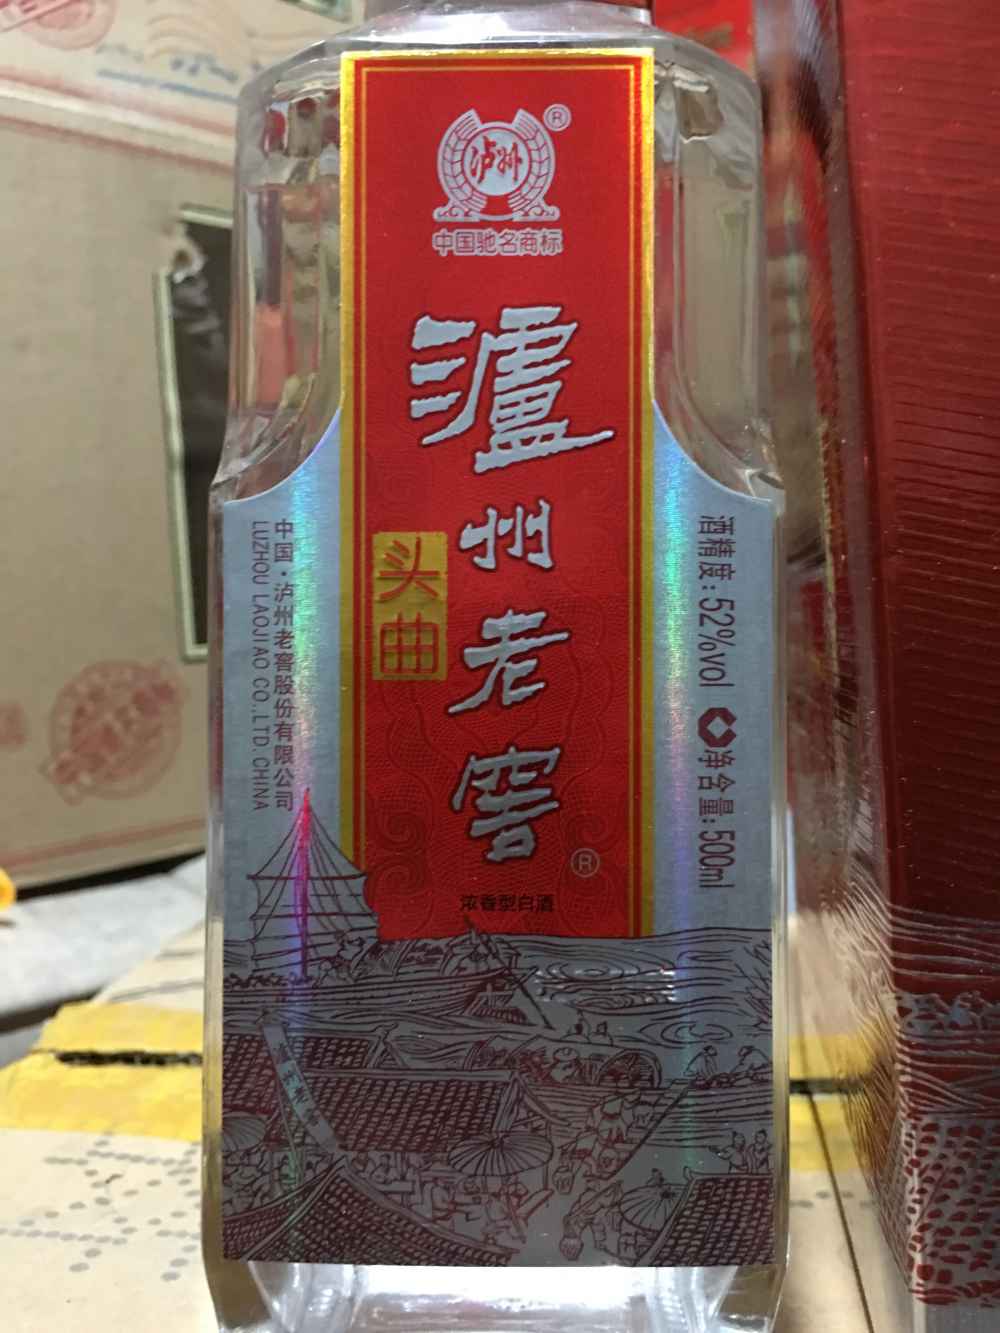 泸州
®
中国驰名商标
瀘州老窖
®
头曲
浓香型白酒
中国·泸州老窖股份有限公司
LUZHOU LAOJIAO CO.,LTD. CHINA
酒精度:52%vol
净含量:500ml